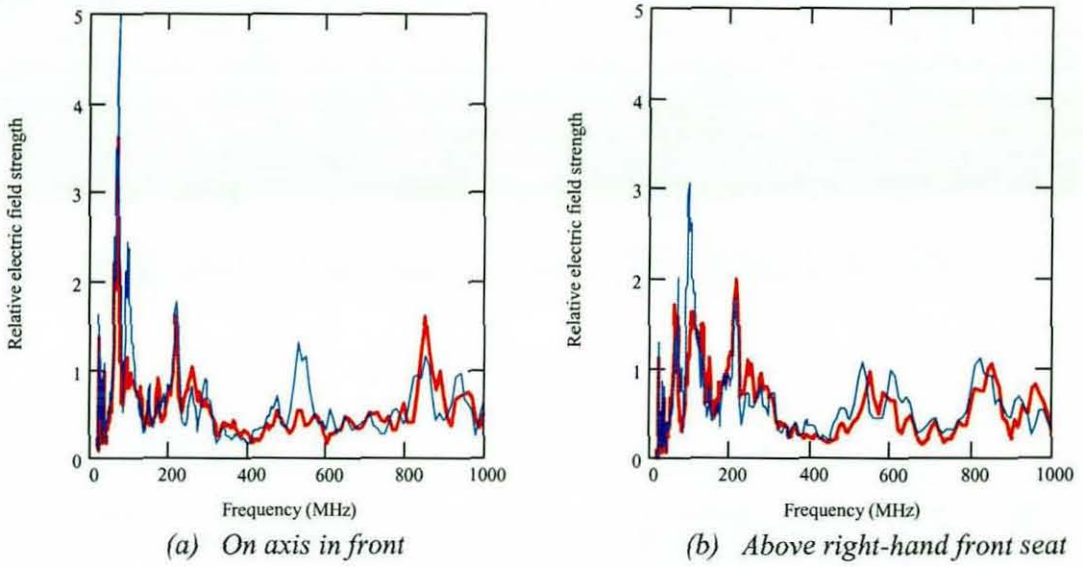 5
4
3
2
1
0
Relative electric field strength
0 200 400 600 800 1000
Frequency (MHz)
(a) On axis in front
5
4
3
2
1
0
Relative electric field strength
0 200 400 600 800 1000
Frequency (MHz)
(b) Above right-hand front seat